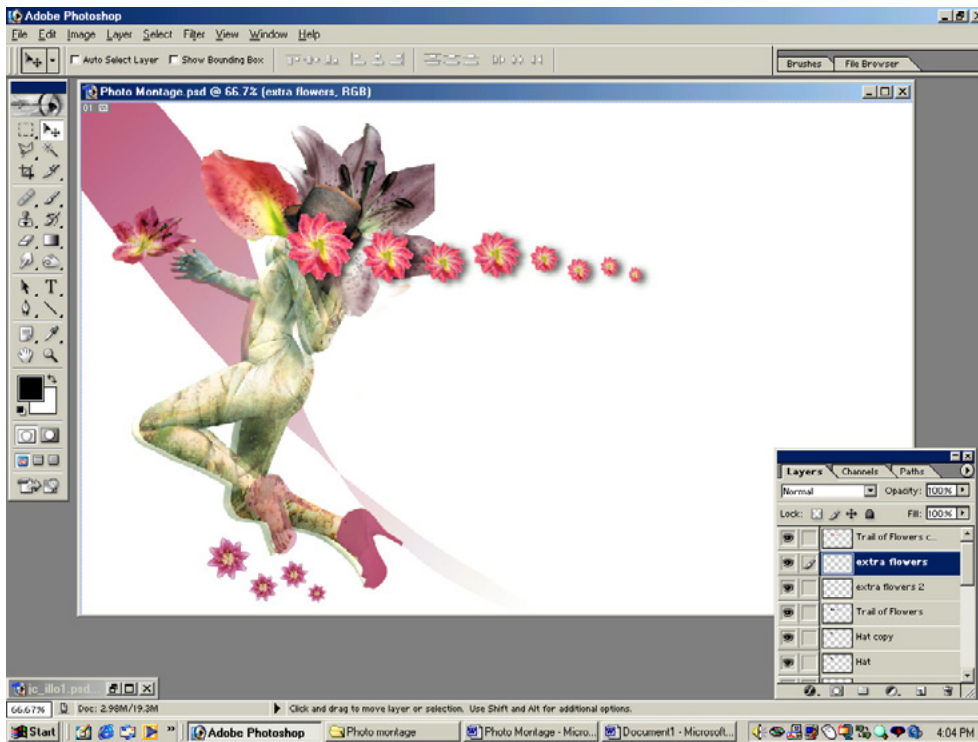 Adobe Photoshop
File Edit Image Layer Select Filter View Window Help
Auto Select Layer Show Bounding Box
Brushes File Browser
Photo Montage.psd @ 66.7% (extra flowers, RGB)
01
T
Layers Channels Paths
Normal Opacity: 100%
Lock: Fill: 100%
Trail of Flowers c...
extra flowers
extra flowers 2
Trail of Flowers
Hat copy
Hat
jc_illo1.psd...
66.67% Doc: 2.98M/19.3M Click and drag to move layer or selection. Use Shift and Alt for additional options.
Start » Adobe Photoshop Photo montage Photo Montage - Micro... Document1 - Microsoft... 4:04 PM